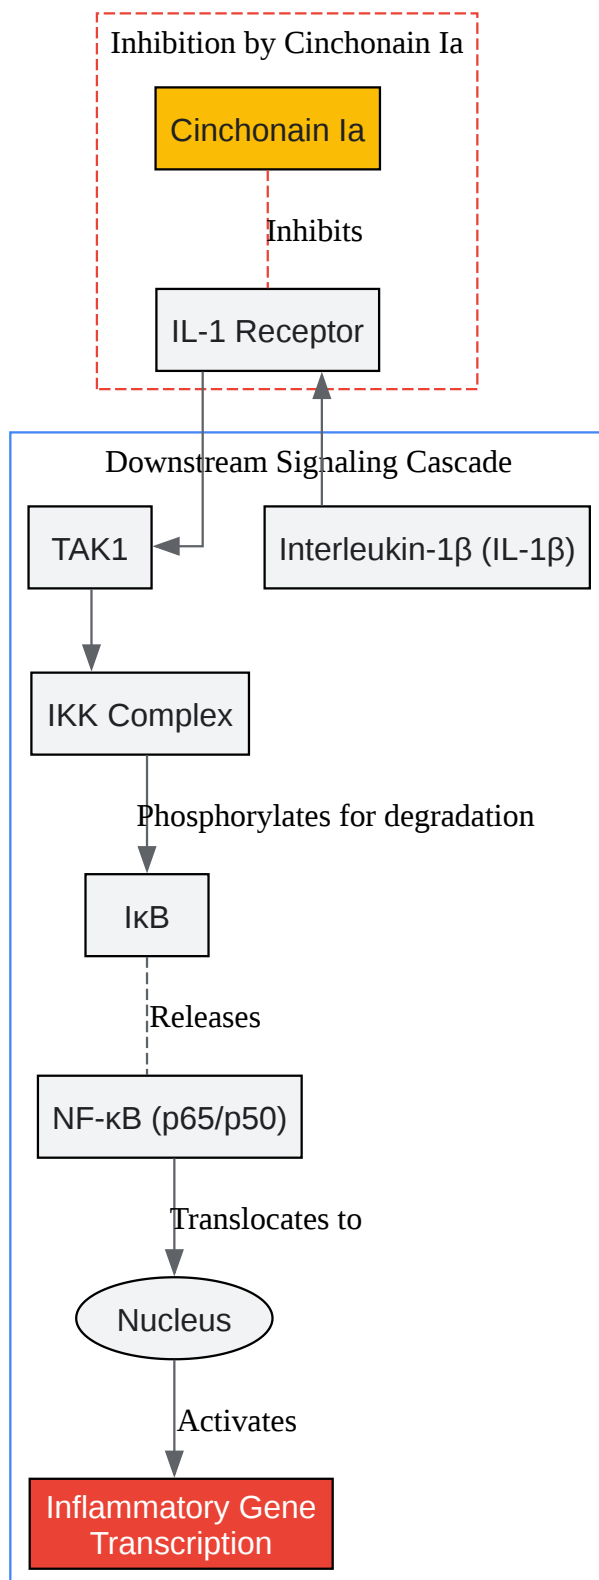 Inhibition by Cinchonain Ia
Cinchonain Ia
Inhibits
IL-1 Receptor
Downstream Signaling Cascade
TAK1
Interleukin-1β (IL-1β)
IKK Complex
Phosphorylates for degradation
IκB
Releases
NF-κB (p65/p50)
Translocates to
Nucleus
Activates
Inflammatory Gene
Transcription